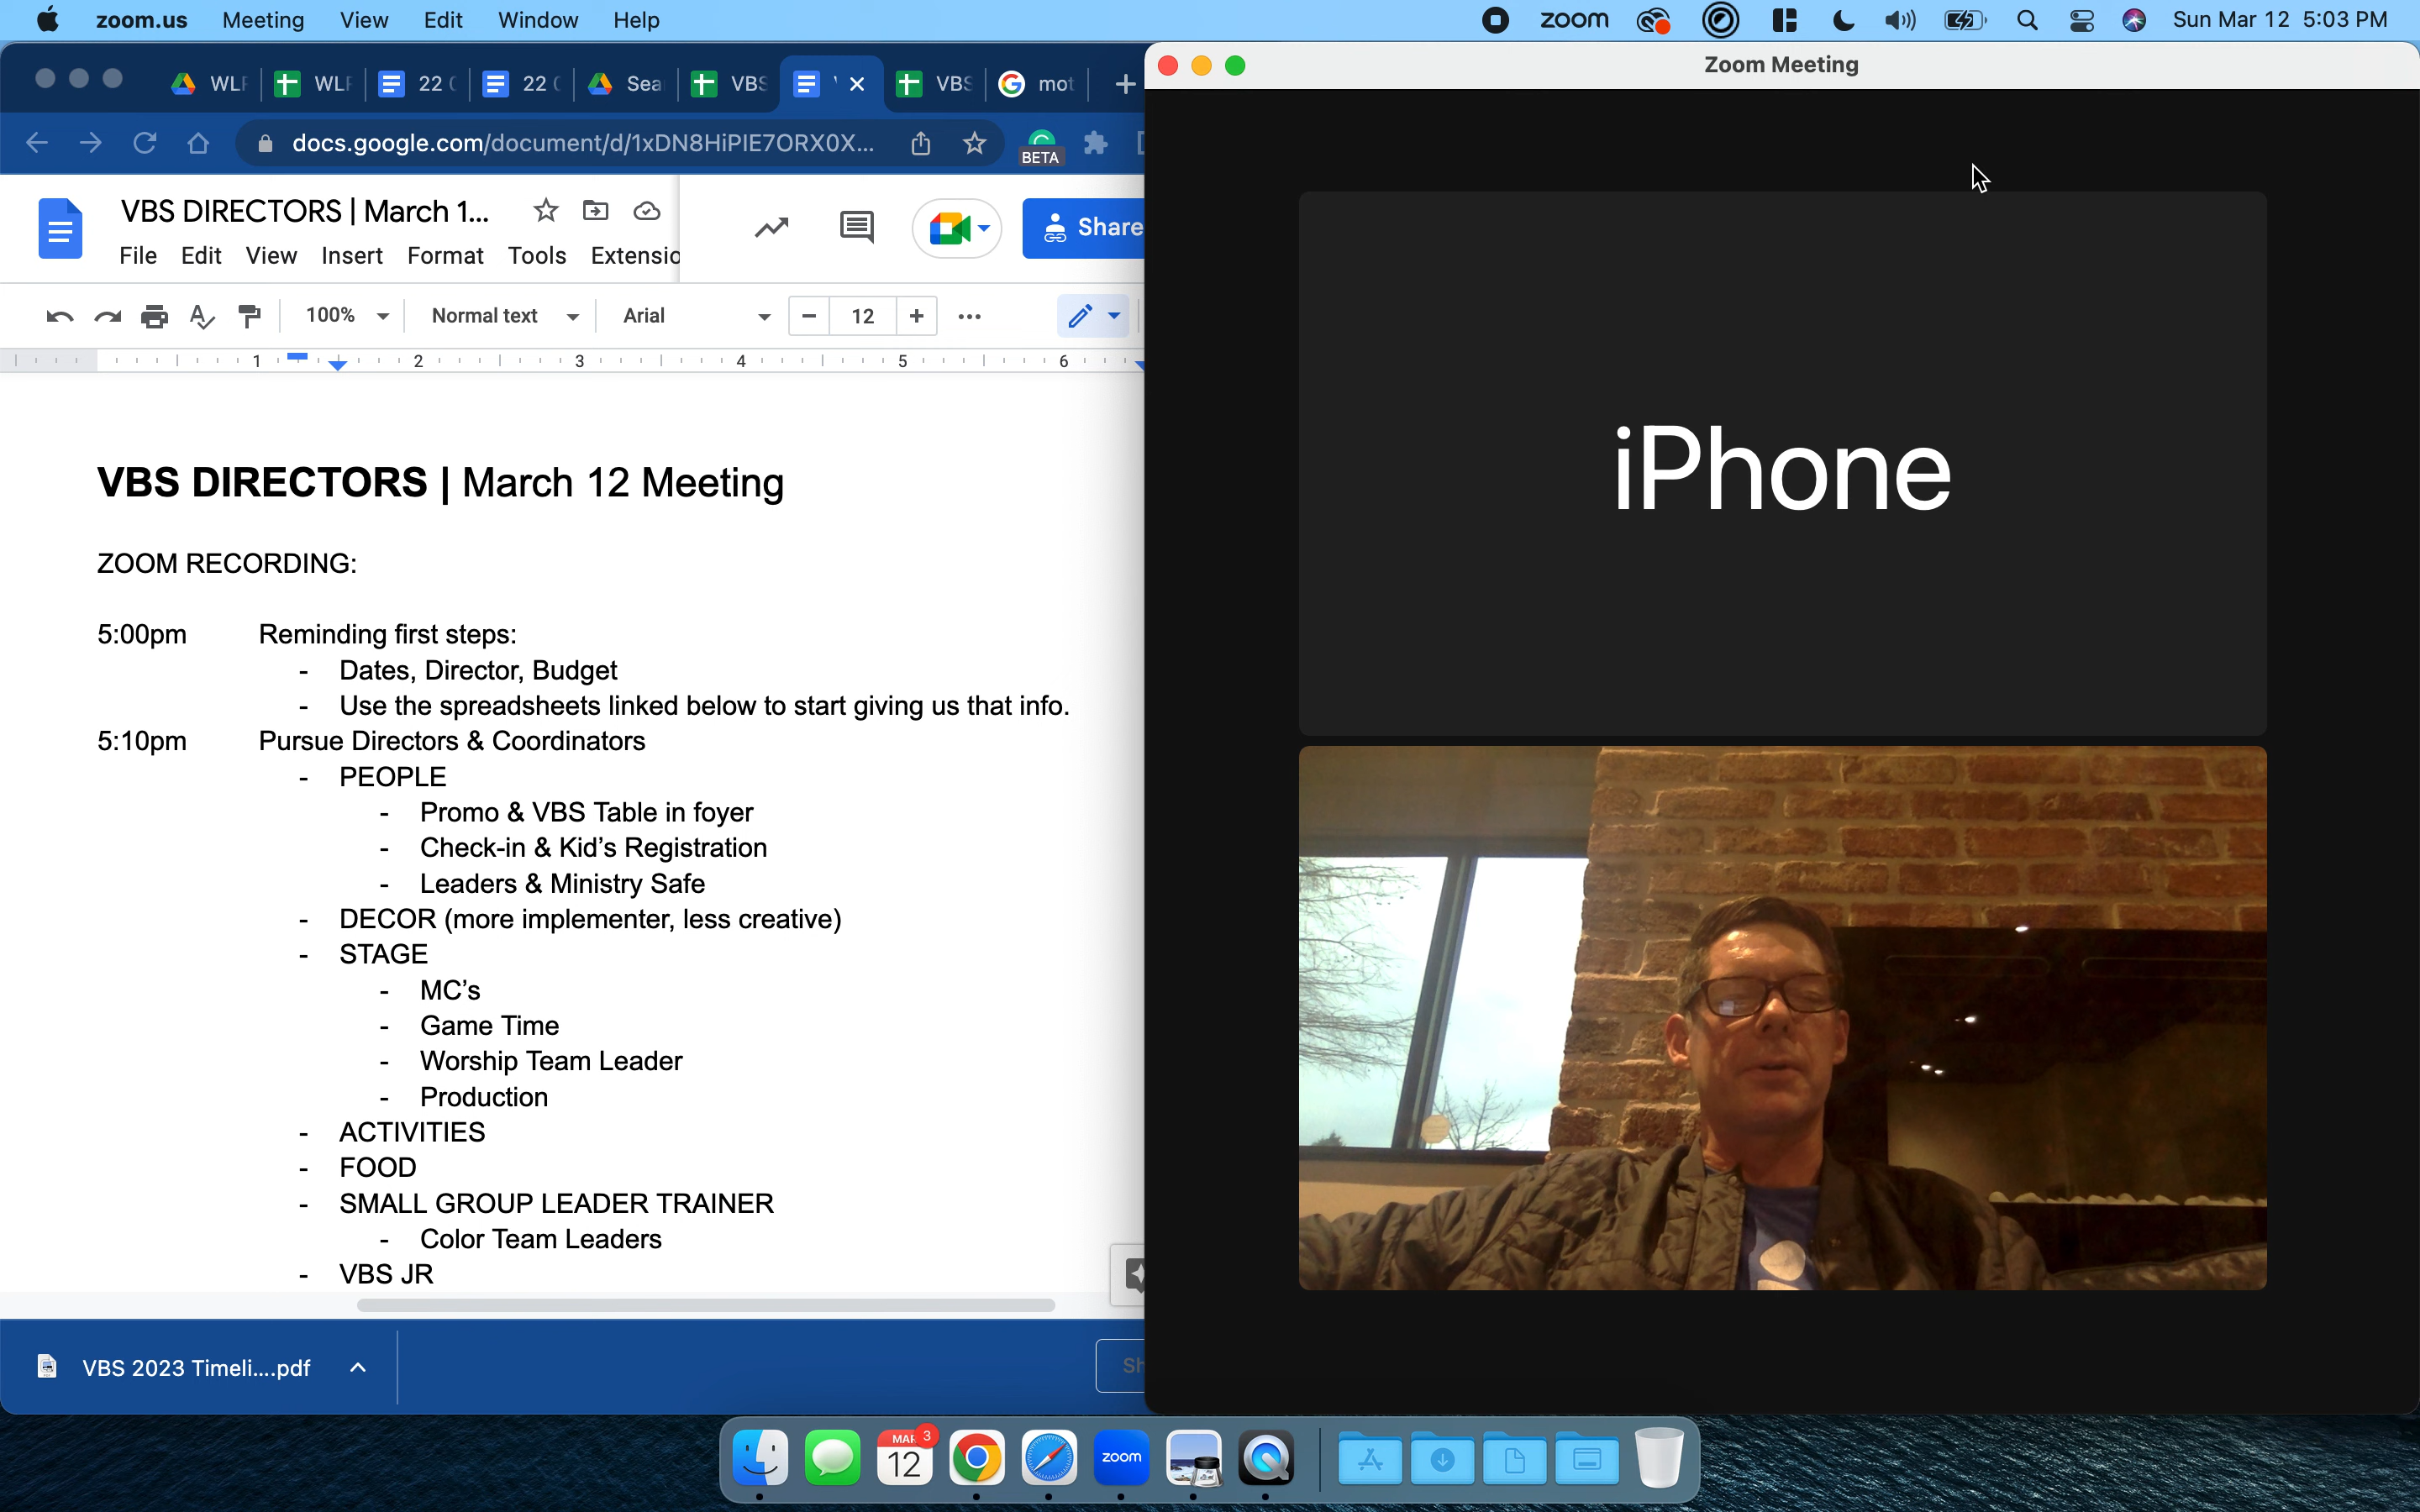 zoom.us Meeting View Edit Window Help
zoom Sun Mar 12 5:03 PM
22 22 Sea VBS VBS mot
docs.google.com/document/d/1xDN8HiPIE7ORX0X...
BETA
VBS DIRECTORS | March 1...
Share
File Edit View Insert Format Tools
100% Normal text Arial 12
1 2 3 4 5 6
VBS DIRECTORS | March 12 Meeting
ZOOM RECORDING:
5:00pm Reminding first steps:
- Dates, Director, Budget
- Use the spreadsheets linked below to start giving us that info.
5:10pm Pursue Directors & Coordinators
- PEOPLE
- Promo & VBS Table in foyer
- Check-in & Kid's Registration
- Leaders & Ministry Safe
- DECOR (more implementer, less creative)
- STAGE
- MC's
- Game Time
- Worship Team Leader
- Production
- ACTIVITIES
- FOOD
- SMALL GROUP LEADER TRAINER
- Color Team Leaders
- VBS JR
VBS 2023 Timeli....pdf
Zoom Meeting
iPhone
MAR 3
12
zoom